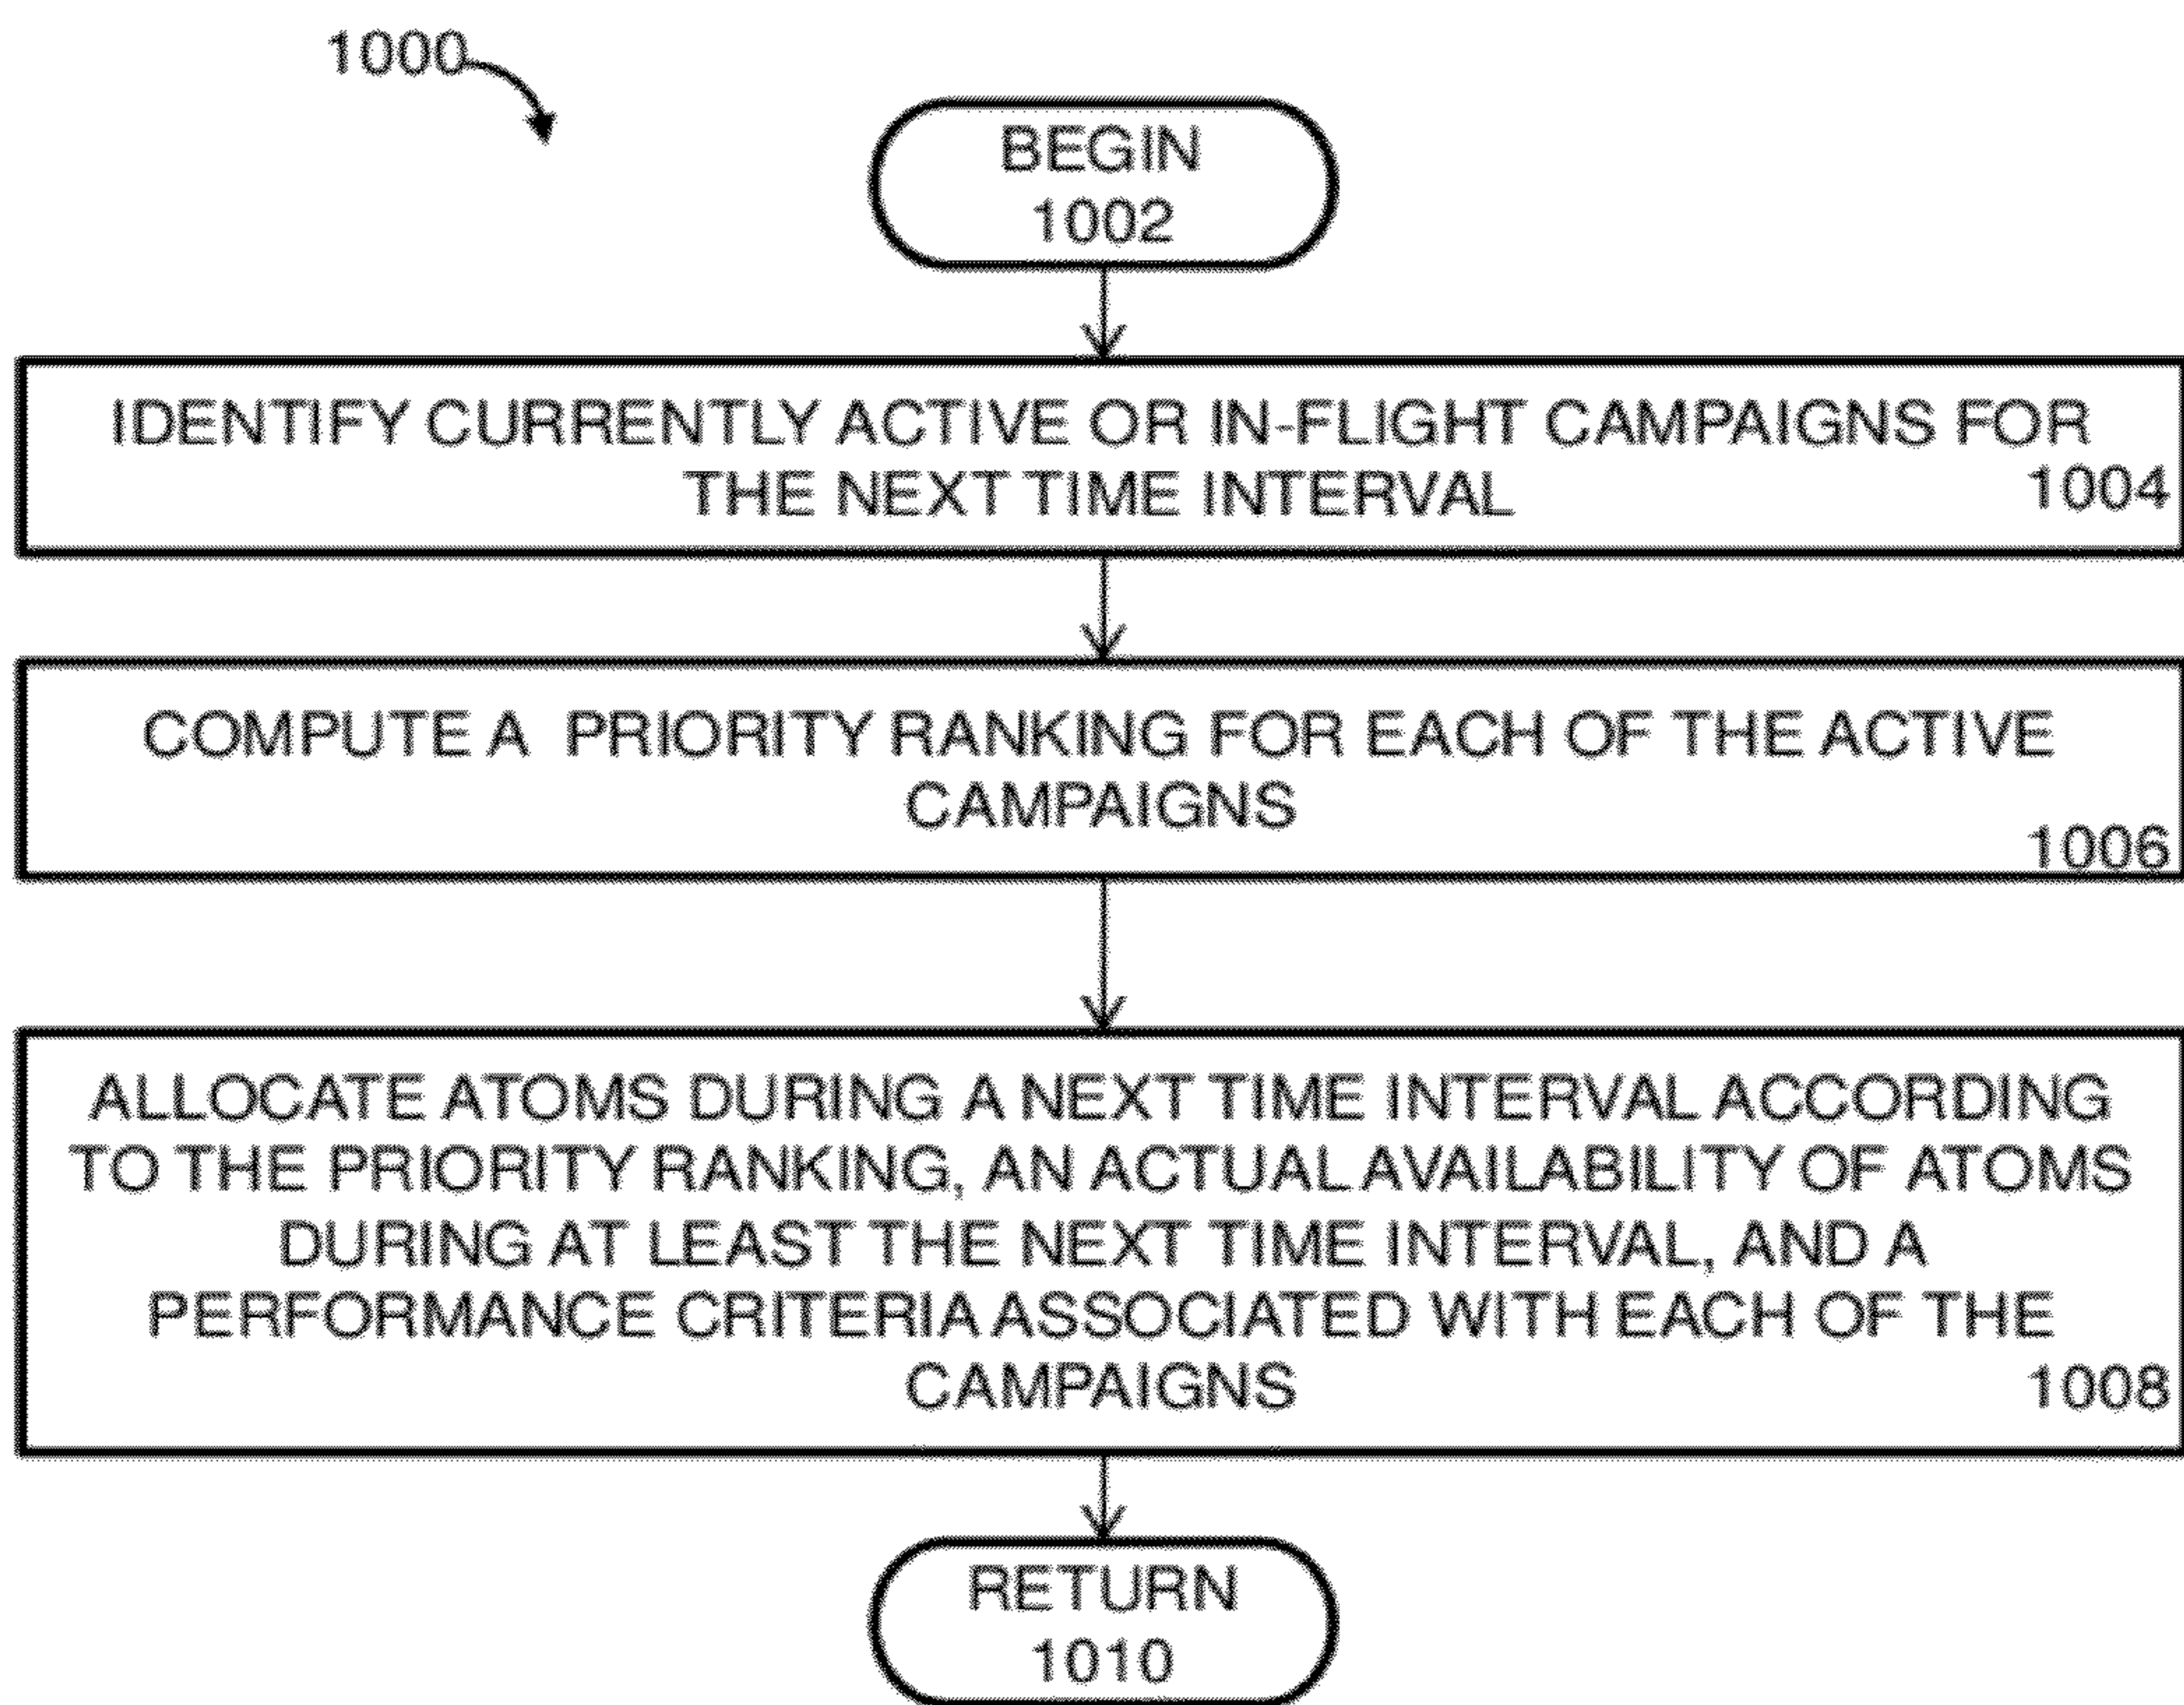 1000
BEGIN
1002
IDENTIFY CURRENTLY ACTIVE OR IN-FLIGHT CAMPAIGNS FOR
THE NEXT TIME INTERVAL
1004
COMPUTE A PRIORITY RANKING FOR EACH OF THE ACTIVE
CAMPAIGNS
1006
ALLOCATE ATOMS DURING A NEXT TIME INTERVAL ACCORDING
TO THE PRIORITY RANKING, AN ACTUAL AVAILABILITY OF ATOMS
DURING AT LEAST THE NEXT TIME INTERVAL, AND A
PERFORMANCE CRITERIA ASSOCIATED WITH EACH OF THE
CAMPAIGNS
1008
RETURN
1010